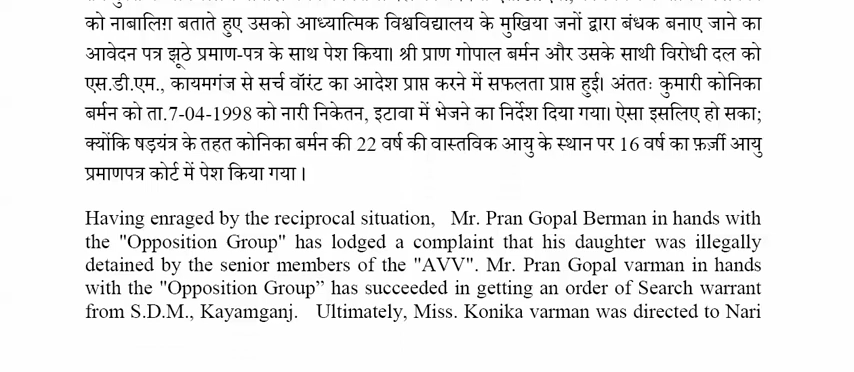 को नाबालिग़ बताते हुए उसको आध्यात्मिक विश्वविद्यालय के मुखिया जनों द्वारा बंधक बनाए जाने का
आवेदन पत्र झूठे प्रमाण-पत्र के साथ पेश किया। श्री प्राण गोपाल बर्मन और उसके साथी विरोधी दल को
एस.डी.एम., कायमगंज से सर्च वॉरंट का आदेश प्राप्त करने में सफलता प्राप्त हुई। अंततः कुमारी कोनिका
बर्मन को ता.7-04-1998 को नारी निकेतन, इटावा में भेजने का निर्देश दिया गया। ऐसा इसलिए हो सका;
क्योंकि षड़यंत्र के तहत कोनिका बर्मन की 22 वर्ष की वास्तविक आयु के स्थान पर 16 वर्ष का फ़र्ज़ी आयु
प्रमाणपत्र कोर्ट में पेश किया गया ।
Having enraged by the reciprocal situation, Mr. Pran Gopal Berman in hands with
the "Opposition Group" has lodged a complaint that his daughter was illegally
detained by the senior members of the "AVV". Mr. Pran Gopal varman in hands
with the "Opposition Group” has succeeded in getting an order of Search warrant
from S.D.M., Kayamganj. Ultimately, Miss. Konika varman was directed to Nari